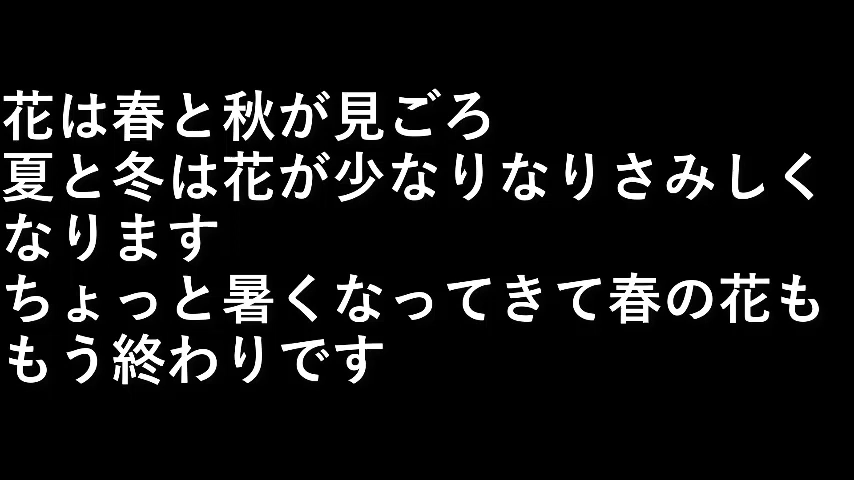 花は春と秋が見ごろ
夏と冬は花が少なりなりさみしく
なります
ちょっと暑くなってきて春の花も
もう終わりです